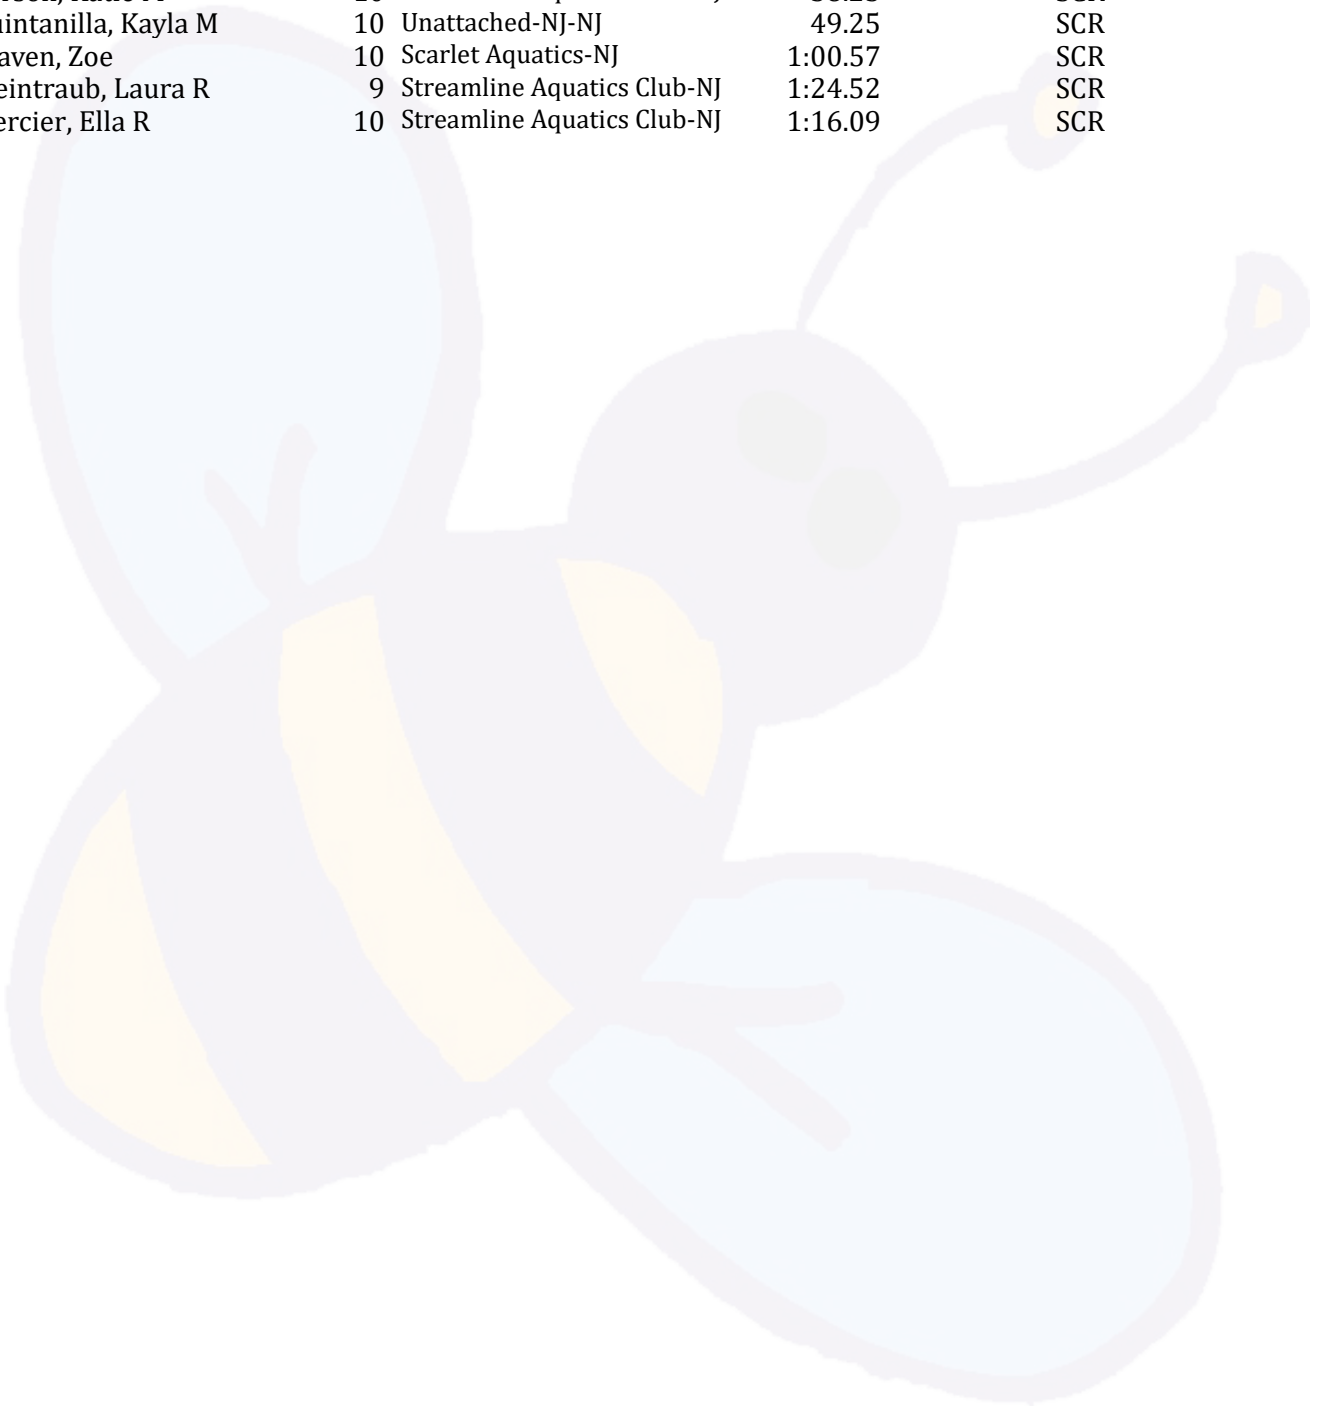 uintanilla, Kayla M 10 Unattached-NJ-NJ 49.25 SCR
aven, Zoe 10 Scarlet Aquatics-NJ 1:00.57 SCR
eintraub, Laura R 9 Streamline Aquatics Club-NJ 1:24.52 SCR
ercier, Ella R 10 Streamline Aquatics Club-NJ 1:16.09 SCR